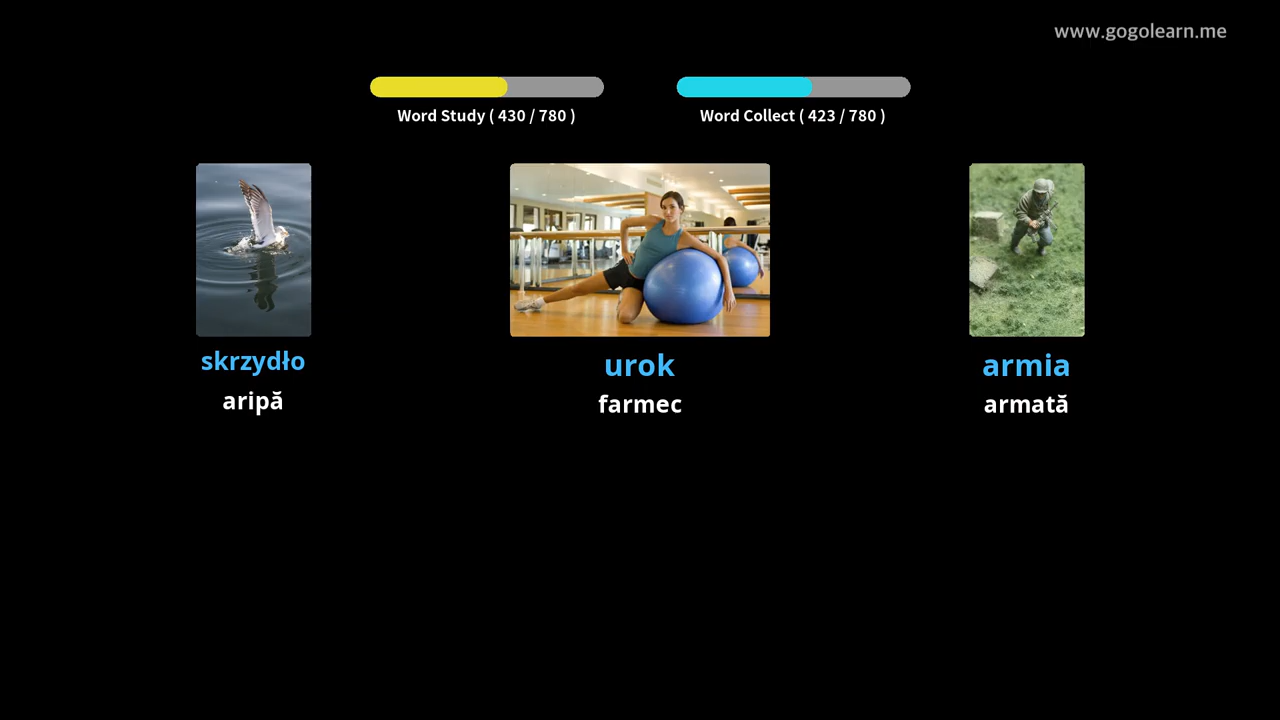 www.gogolearn.me
Word Study ( 430 / 780 )
Word Collect ( 423 / 780 )
skrzydło
aripă
urok
farmec
armia
armată